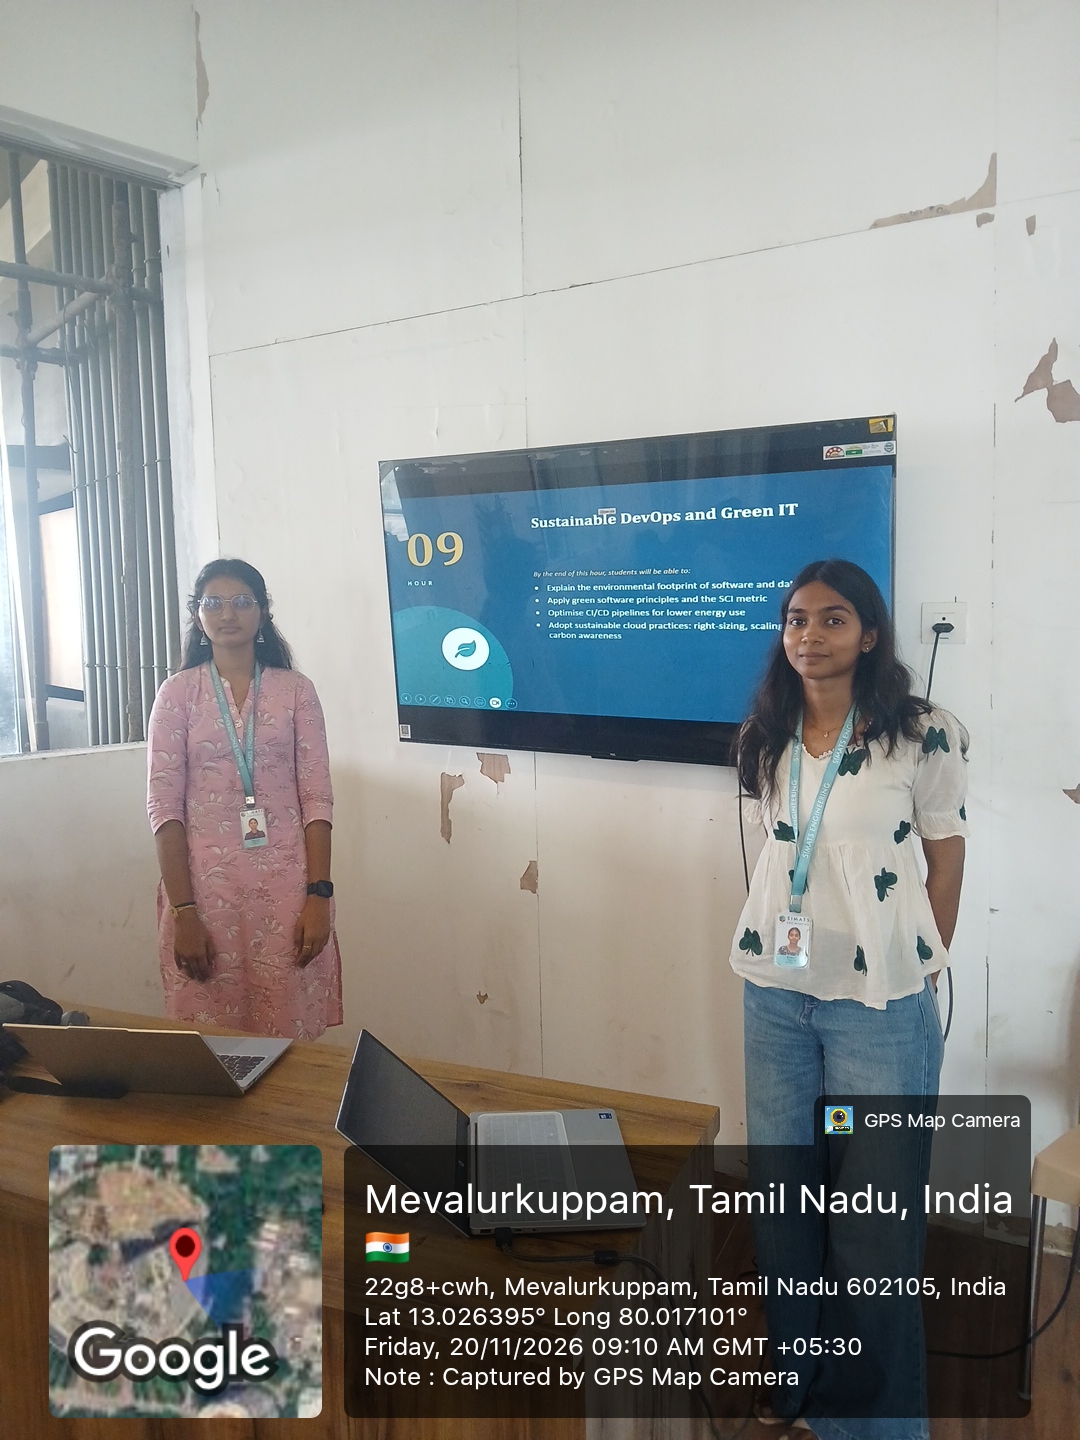 Sustainable DevOps and Green IT
09
HOUR
By the end of this hour, students will be able to:
• Explain the environmental footprint of software and
• Apply green software principles and the SCI metric
• Optimise CI/CD pipelines for lower energy use
• Adopt sustainable cloud practices: right-sizing, scaling
carbon awareness
SIMATS ENGINEERING
SIMATS
GPS Map Camera
Mevalurkuppam, Tamil Nadu, India
22g8+cwh, Mevalurkuppam, Tamil Nadu 602105, India
Lat 13.026395° Long 80.017101°
Friday, 20/11/2026 09:10 AM GMT +05:30
Note : Captured by GPS Map Camera
Google